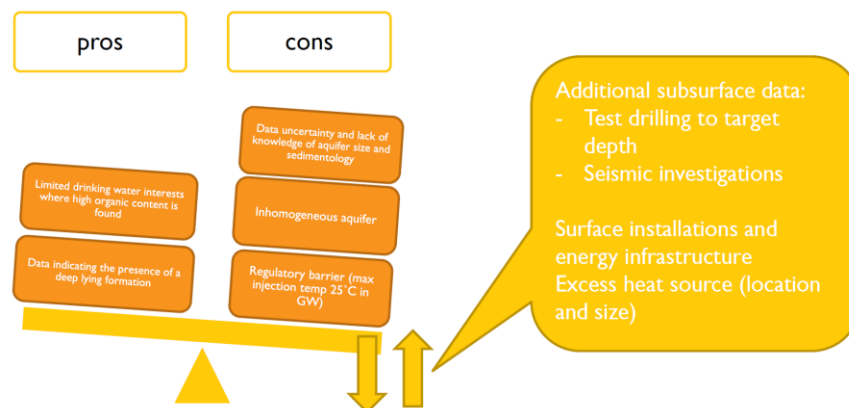 pros
cons
Limited drinking water interests
where high organic content is
found
Data indicating the presence of a
deep lying formation
Data uncertainty and lack of
knowledge of aquifer size and
sedimentology
Inhomogeneous aquifer
Regulatory barrier (max
injection temp 25°C in
GW)
Additional subsurface data:
- Test drilling to target
depth
- Seismic investigations
Surface installations and
energy infrastructure
Excess heat source (location
and size)